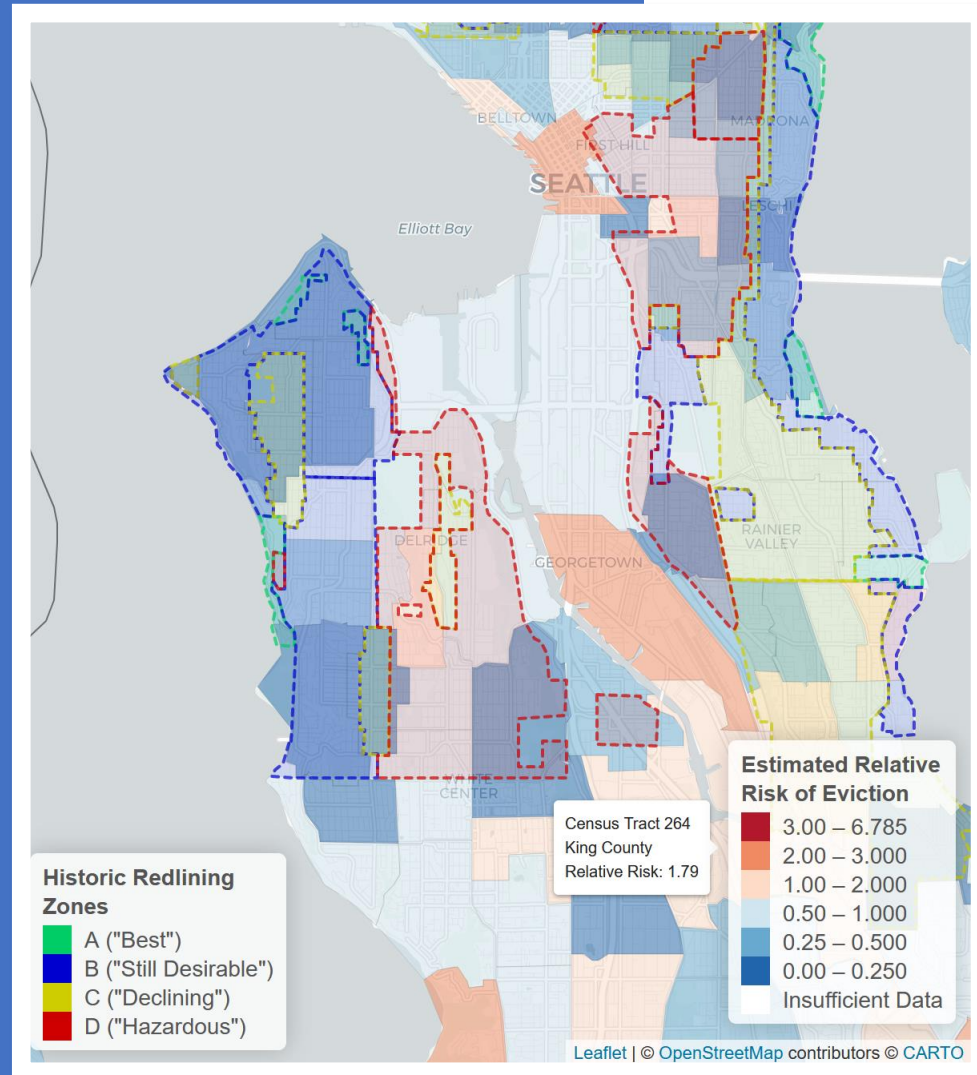 BELLTOWN
MADRONA
FIRST HILL
SEATTLE
LESCHI
Elliott Bay
DELRIDGE
RAINIER
VALLEY
GEORGETOWN
WHITE
CENTER
Census Tract 264
King County
Relative Risk: 1.79
Estimated Relative
Risk of Eviction
3.00 – 6.785
2.00 – 3.000
1.00 – 2.000
0.50 – 1.000
0.25 – 0.500
0.00 – 0.250
Insufficient Data
Historic Redlining
Zones
A ("Best")
B ("Still Desirable")
C ("Declining")
D ("Hazardous")
Leaflet | © OpenStreetMap contributors © CARTO